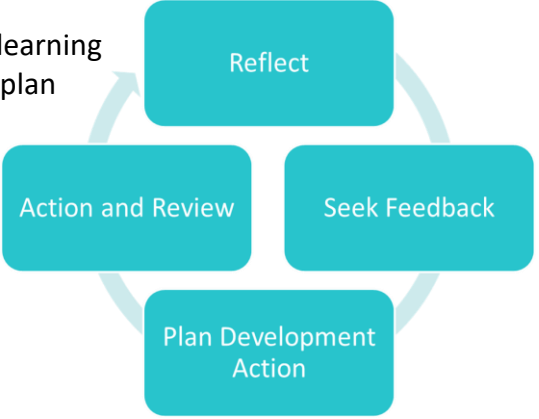 learning
plan
Reflect
Action and Review
Seek Feedback
Plan Development
Action